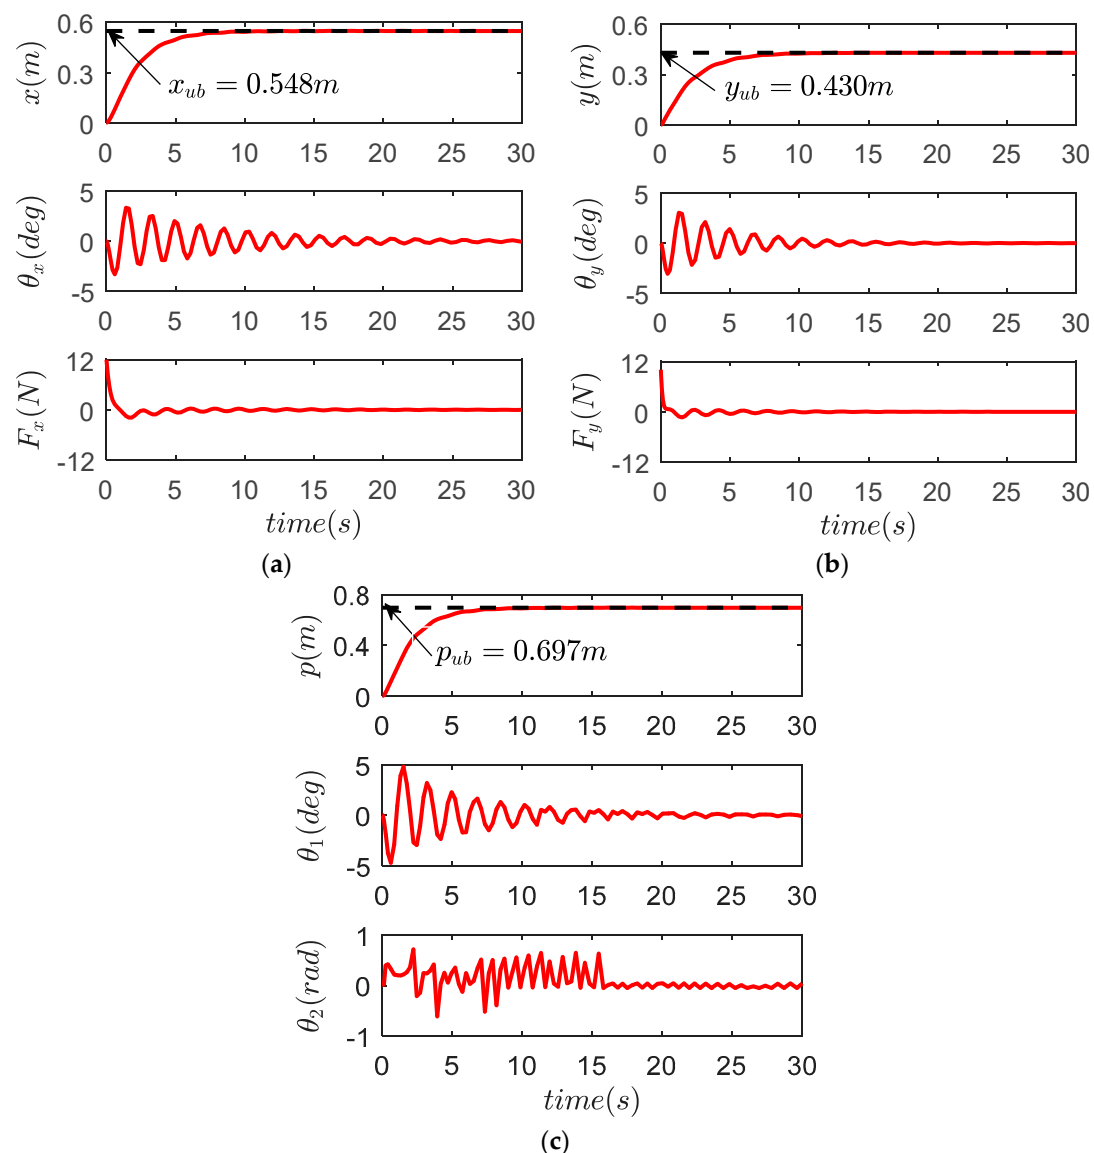 0.6
0.3
0
x(m)
x_{ub} = 0.548m
0 5 10 15 20 25 30
5
0
-5
θ_x(deg)
0 5 10 15 20 25 30
12
0
-12
F_x(N)
0 5 10 15 20 25 30
time(s)
(a)
0.6
0.3
0
y(m)
y_{ub} = 0.430m
0 5 10 15 20 25 30
5
0
-5
θ_y(deg)
0 5 10 15 20 25 30
12
0
-12
F_y(N)
0 5 10 15 20 25 30
time(s)
(b)
0.8
0.4
0
p(m)
p_{ub} = 0.697m
0 5 10 15 20 25 30
5
0
-5
θ_1(deg)
0 5 10 15 20 25 30
1
0
-1
θ_2(rad)
0 5 10 15 20 25 30
time(s)
(c)